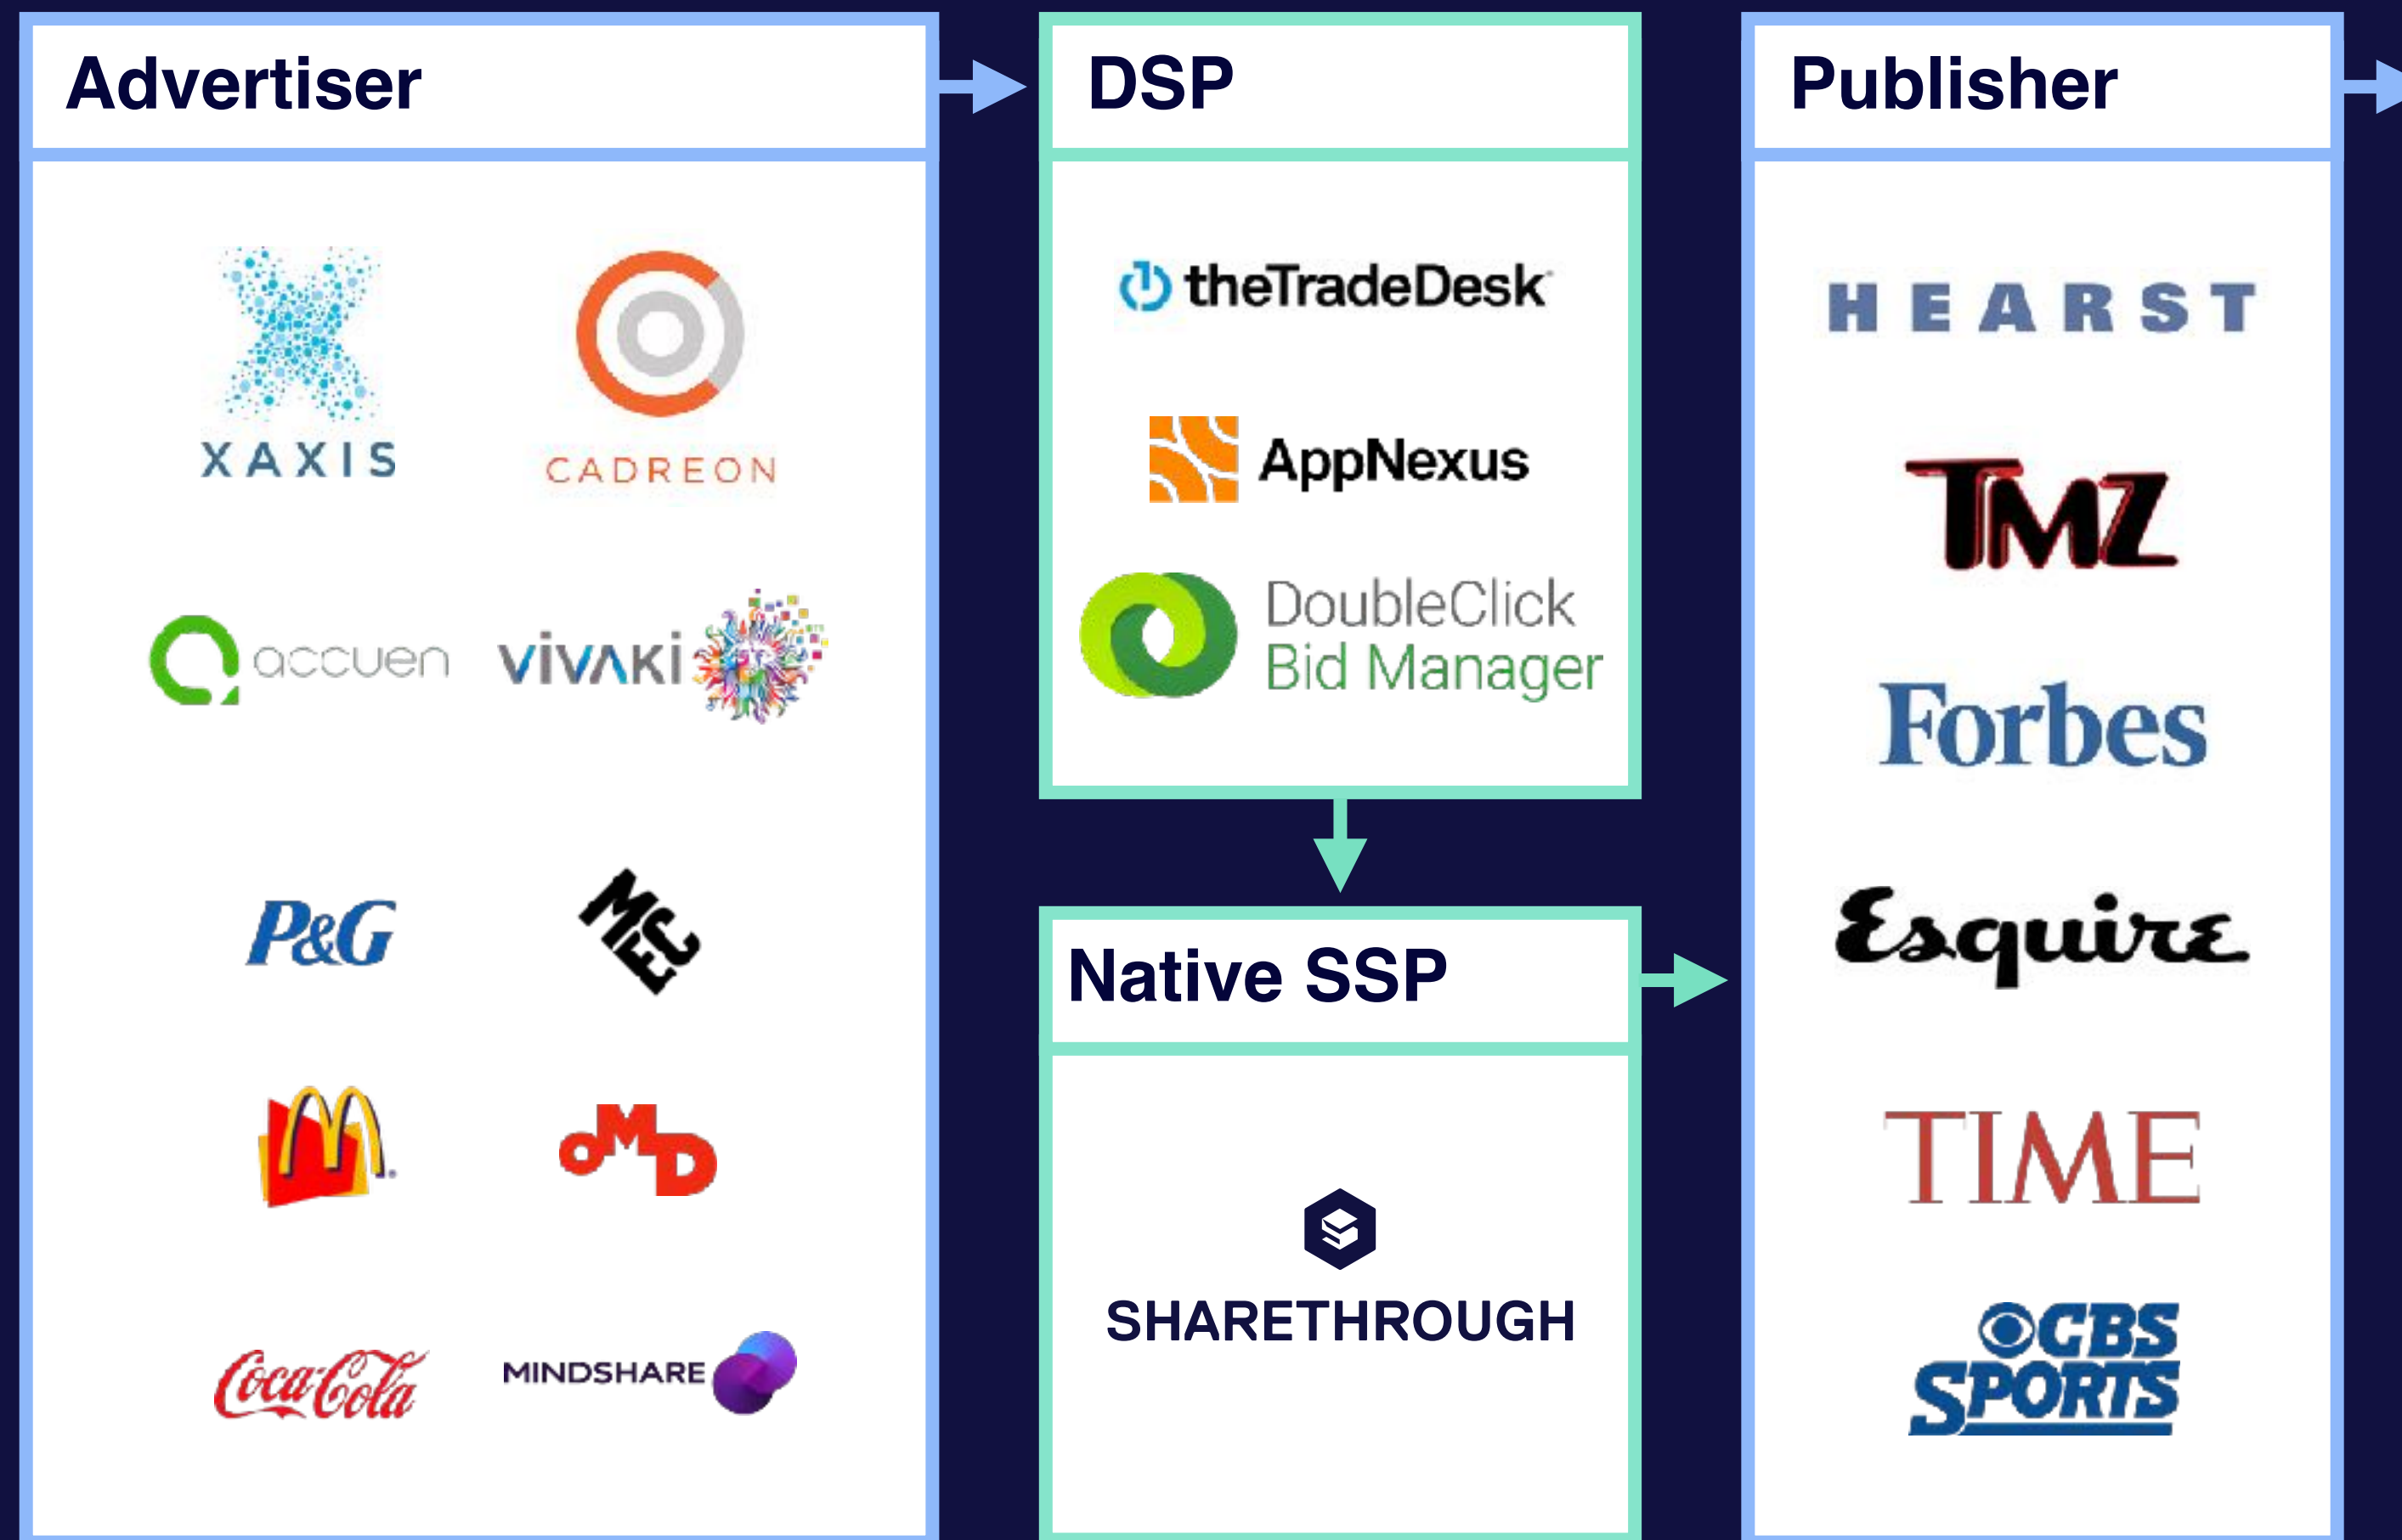 Advertiser
XAXIS
CADREON
accuen
VIVAKI
P&G
MEC
M
OMD
Coca-Cola
MINDSHARE
DSP
theTradeDesk
AppNexus
DoubleClick
Bid Manager
Native SSP
SHARETHROUGH
Publisher
HEARST
TMZ
Forbes
Esquire
TIME
CBS
SPORTS